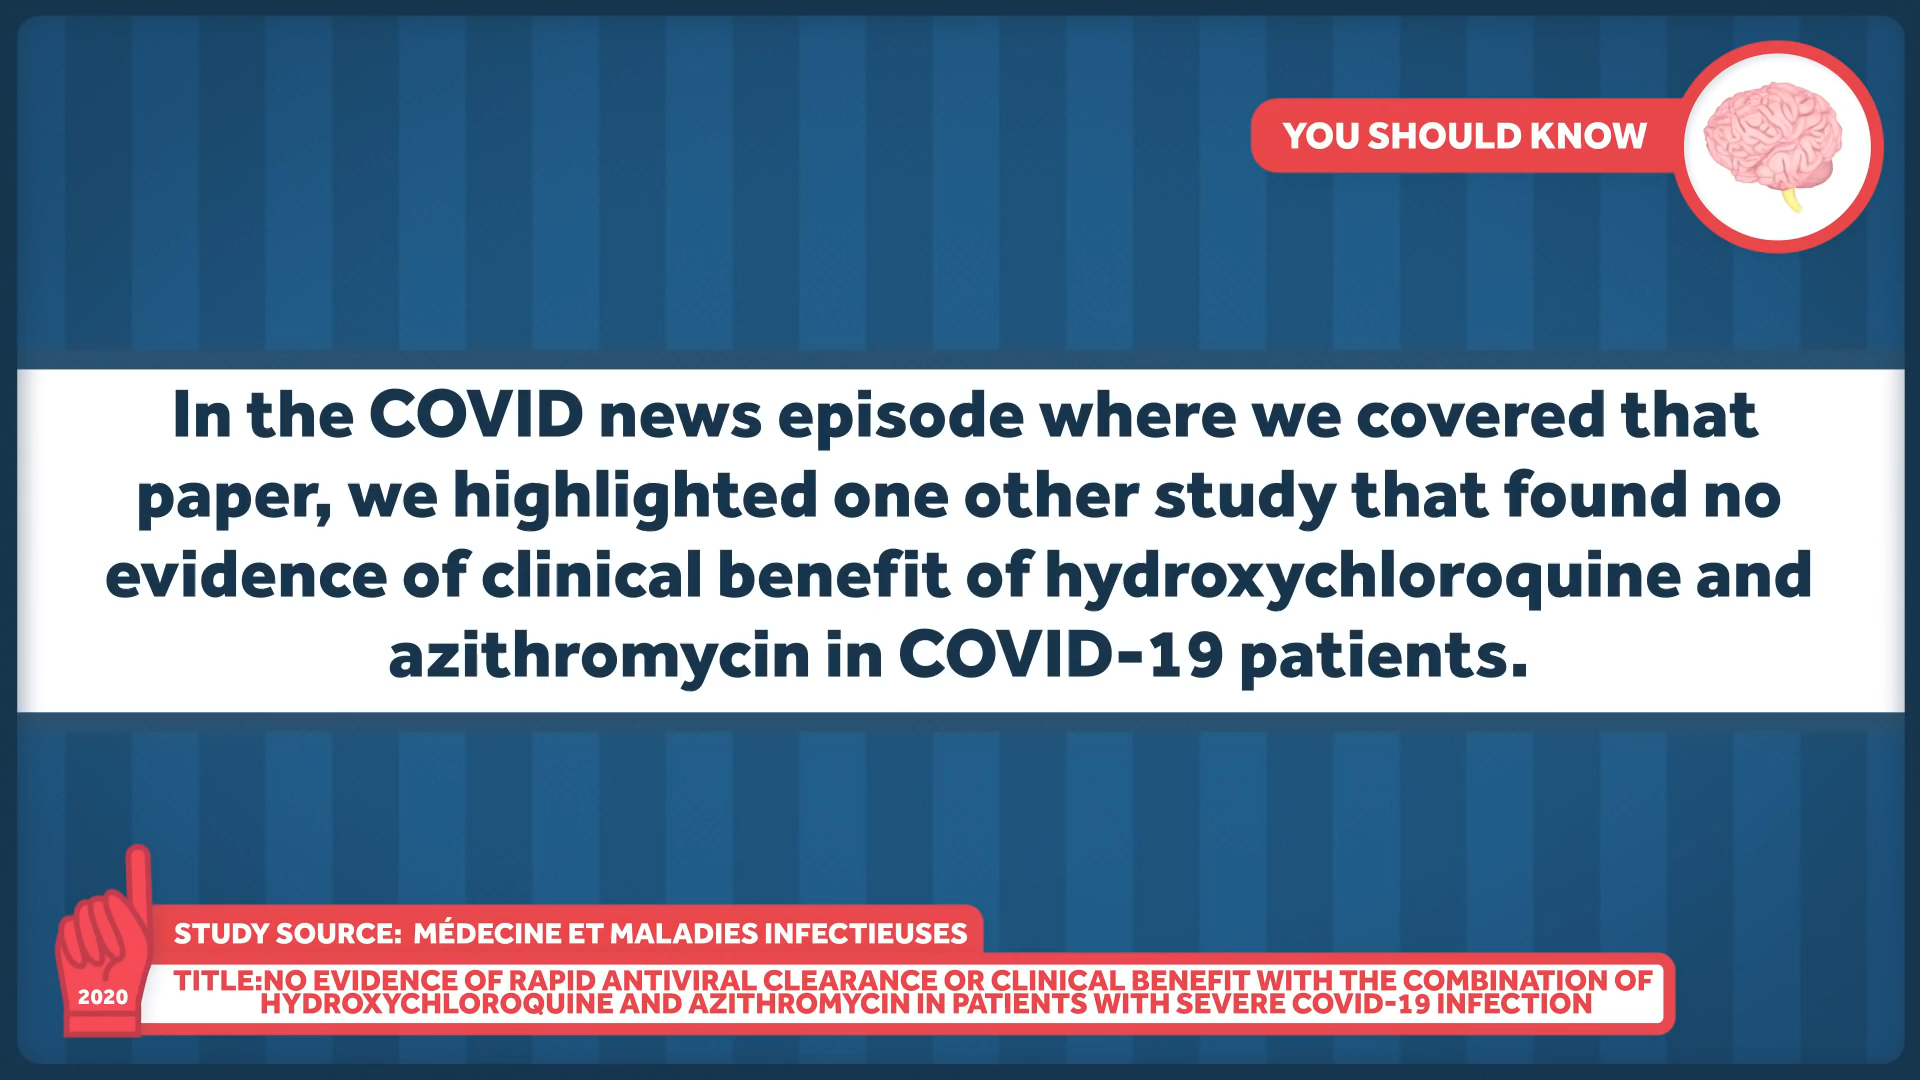 YOU SHOULD KNOW
In the COVID news episode where we covered that
paper, we highlighted one other study that found no
evidence of clinical benefit of hydroxychloroquine and
azithromycin in COVID-19 patients.
STUDY SOURCE: MÉDECINE ET MALADIES INFECTIEUSES
2020
TITLE:NO EVIDENCE OF RAPID ANTIVIRAL CLEARANCE OR CLINICAL BENEFIT WITH THE COMBINATION OF
HYDROXYCHLOROQUINE AND AZITHROMYCIN IN PATIENTS WITH SEVERE COVID-19 INFECTION